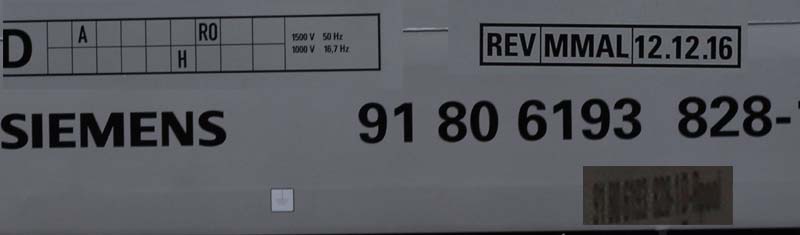 D A RO 1500 V 50 Hz
H 1000 V 16,7 Hz
REV MMAL 12.12.16
SIEMENS 91 80 6193 828-